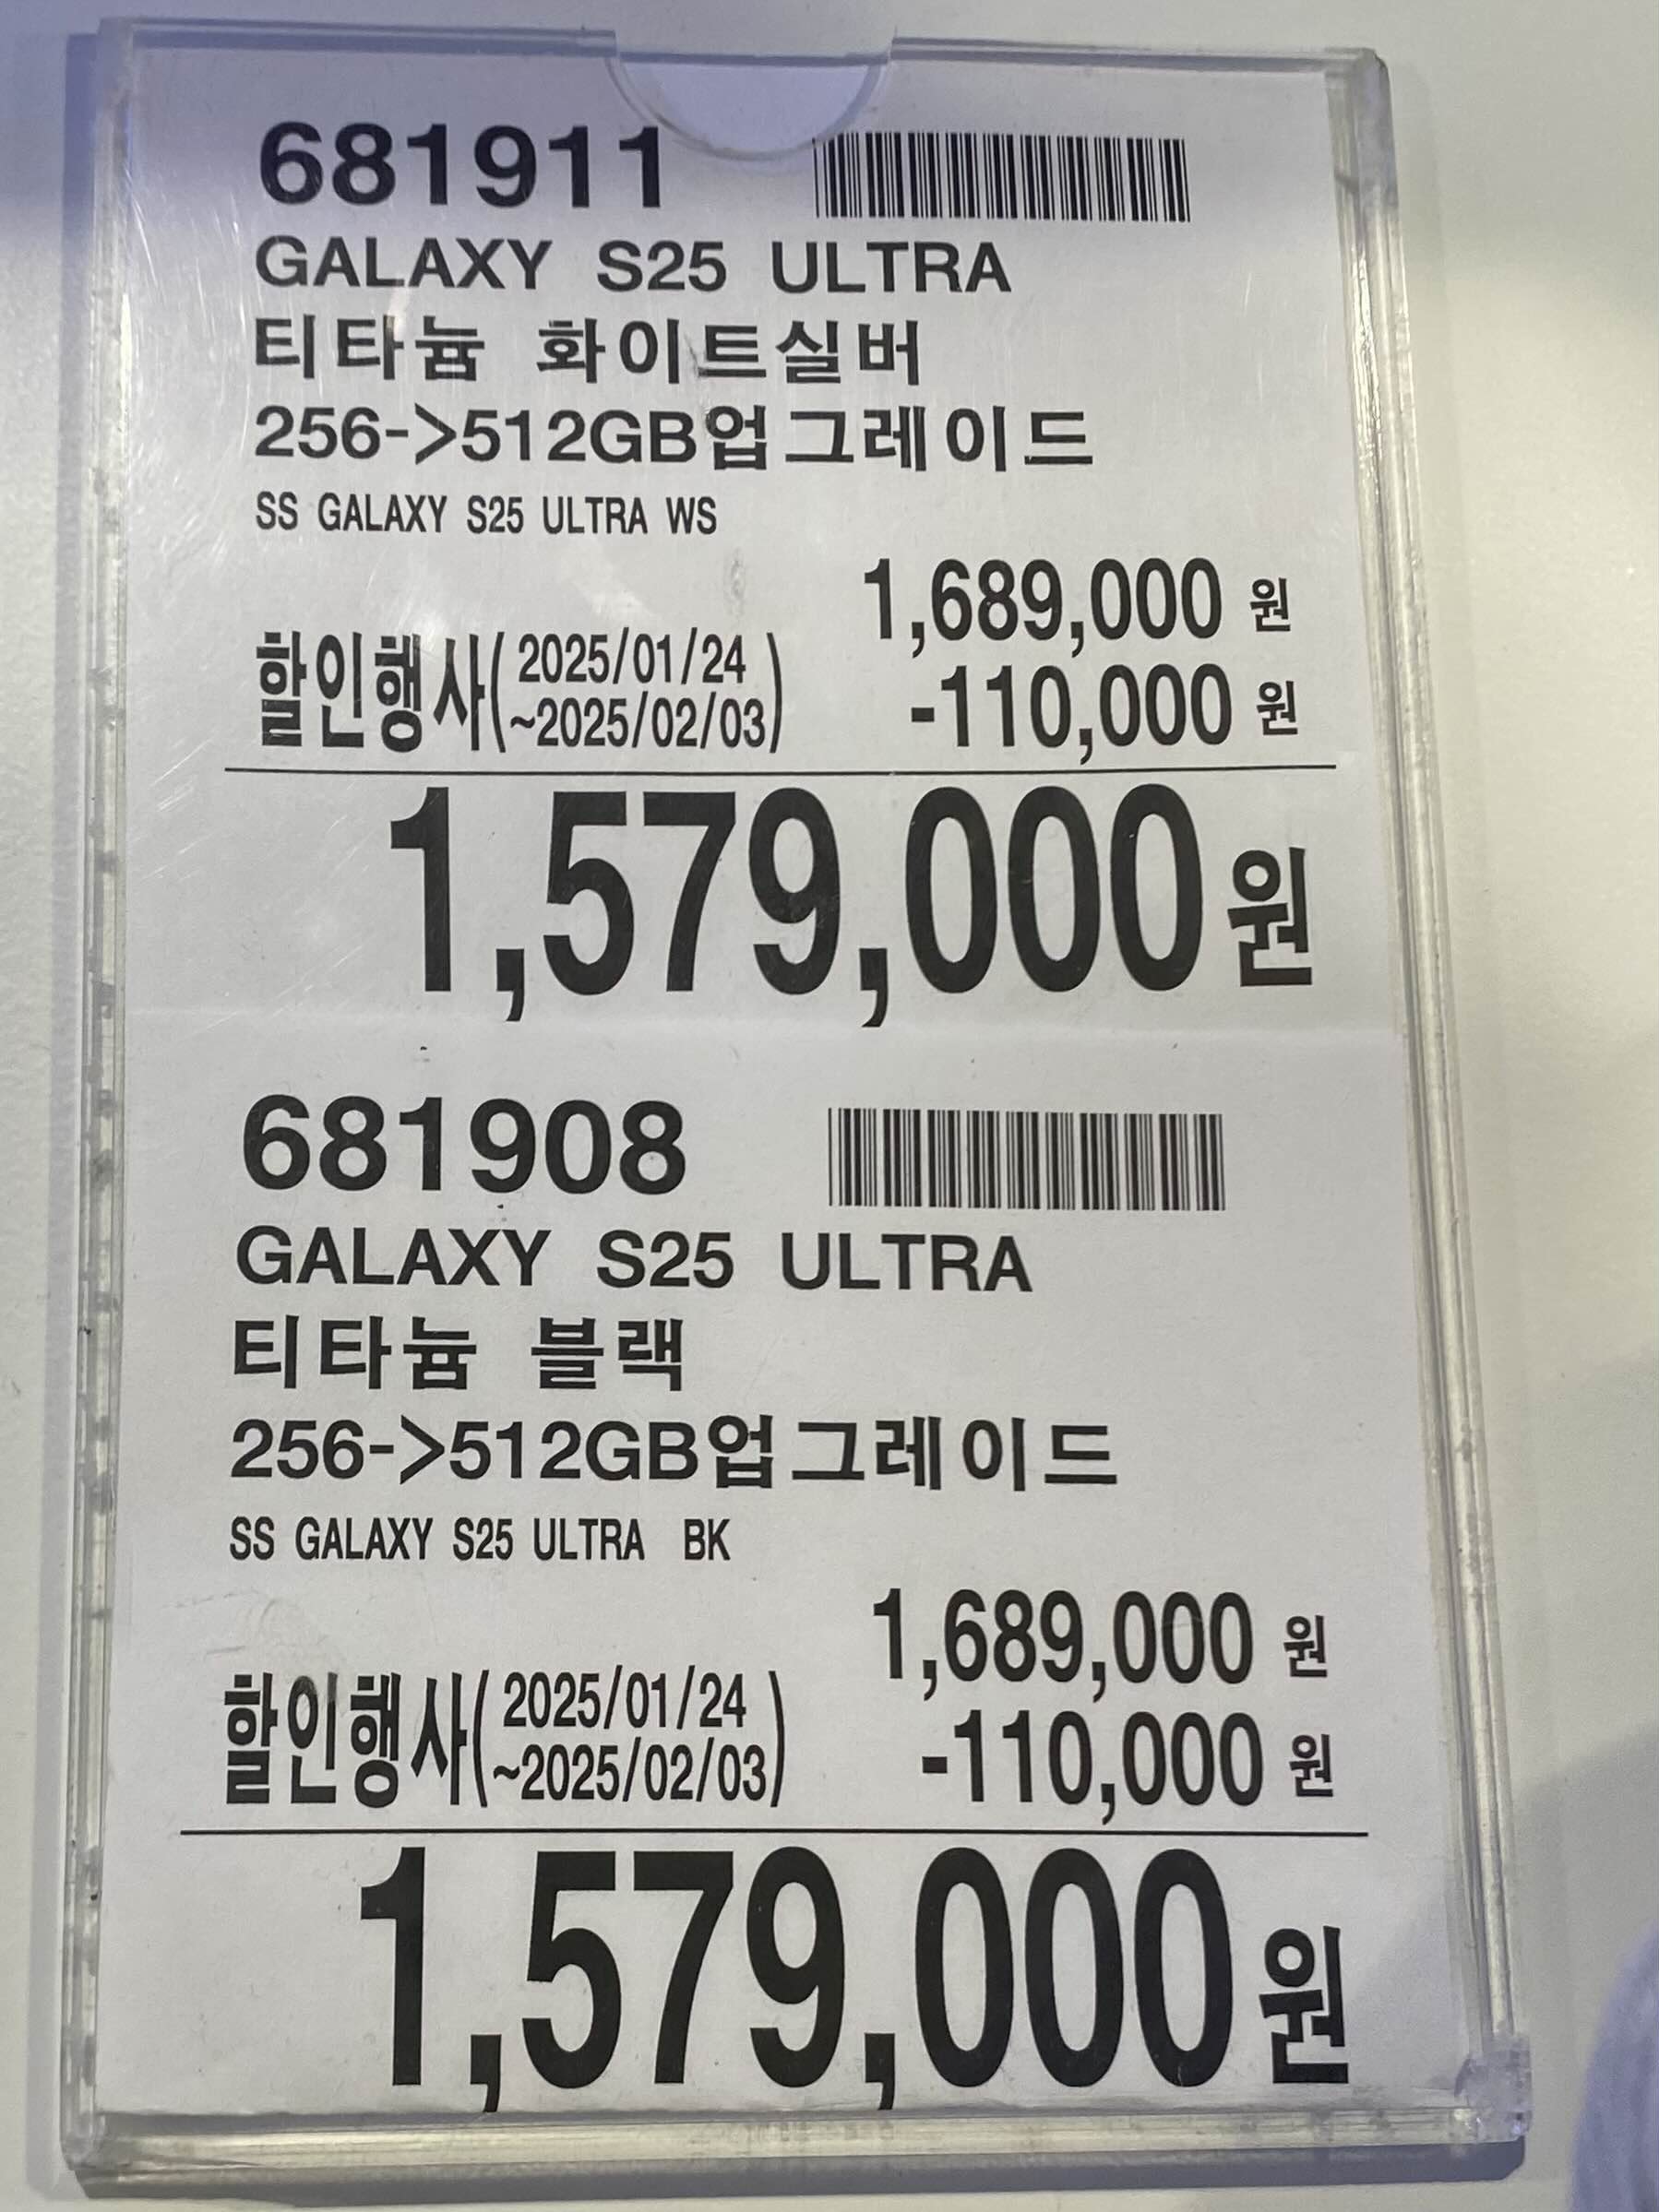 681911
GALAXY S25 ULTRA
티타늄 화이트실버
256->512GB업그레이드
SS GALAXY S25 ULTRA WS
1,689,000 원
할인행사(2025/01/24
~2025/02/03) -110,000 원
1,579,000원
681908
GALAXY S25 ULTRA
티타늄 블랙
256->512GB업그레이드
SS GALAXY S25 ULTRA BK
1,689,000 원
할인행사(2025/01/24
~2025/02/03) -110,000 원
1,579,000원